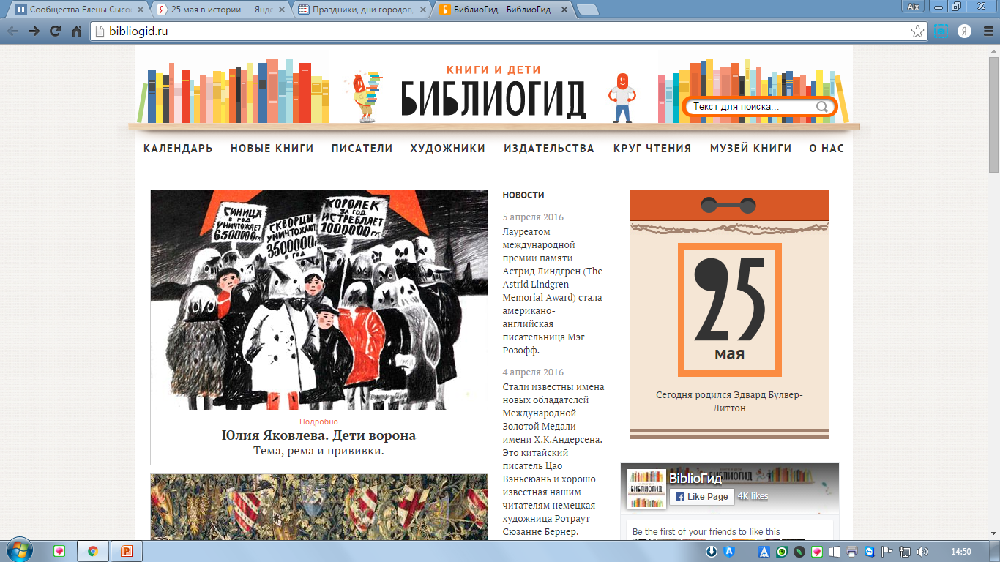 Сообщества Елены Сысое
25 мая в истории — Янде
Праздники, дни городов,
БиблиоГид - БиблиоГид
Alx
bibliogid.ru
КНИГИ И ДЕТИ
БИБЛИОГИД
Текст для поиска...
КАЛЕНДАРЬ НОВЫЕ КНИГИ ПИСАТЕЛИ ХУДОЖНИКИ ИЗДАТЕЛЬСТВА КРУГ ЧТЕНИЯ МУЗЕЙ КНИГИ О НАС
СИНИЦА
В ГОД
УНИЧТОЖАЕТ
6500000 ГУС.
СКВОРЦЫ
УНИЧТОЖАЮТ
3500000
В ГОД
КОРОЛЕК
ЗА ГОД
ИСТРЕБЛЯЕТ
1000000
Подробно
Юлия Яковлева. Дети ворона
Тема, рема и прививки.
НОВОСТИ
5 апреля 2016
Лауреатом
международной
премии памяти
Астрид Линдгрен (The
Astrid Lindgren
Memorial Award) стала
американо-
английская
писательница Мэг
Розофф.
4 апреля 2016
Стали известны имена
новых обладателей
Международной
Золотой Медали
имени Х.К.Андерсена.
Это китайский
писатель Цао
Вэньсюань и хорошо
известная нашим
читателям немецкая
художница Ротраут
Сюзанне Бернер.
25
мая
Сегодня родился Эдвард Булвер-
Литтон
BiblioГид
Like Page
4K likes
Be the first of your friends to like this
14:50